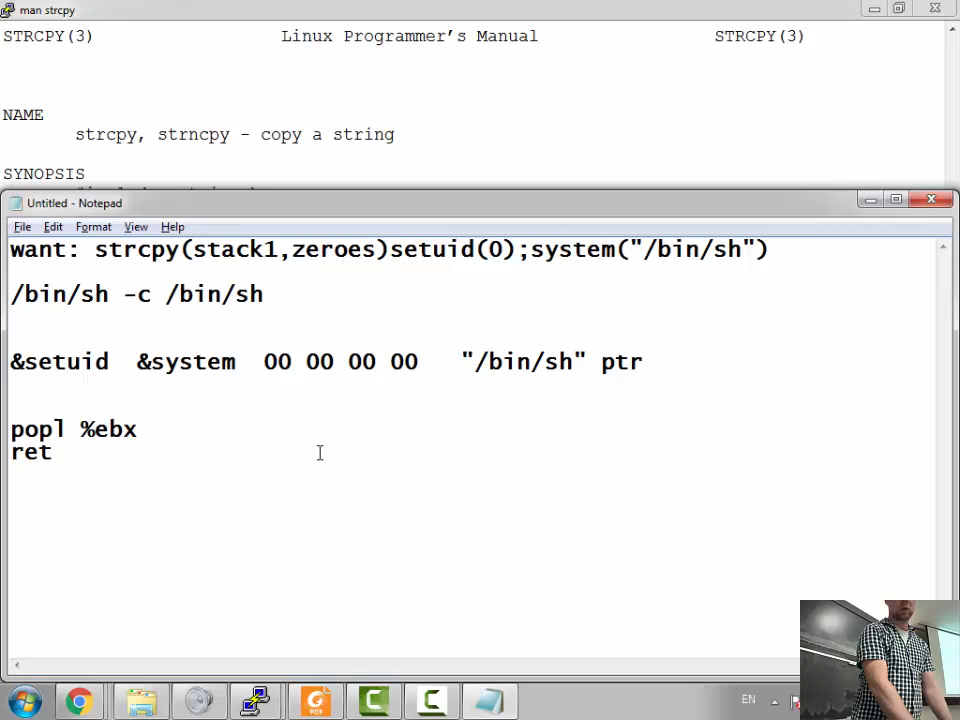 man strcpy
STRCPY(3) Linux Programmer's Manual STRCPY(3)
NAME
strcpy, strncpy - copy a string
SYNOPSIS
Untitled - Notepad
File Edit Format View Help
want: strcpy(stack1,zeroes)setuid(0);system("/bin/sh")
/bin/sh -c /bin/sh
&setuid &system 00 00 00 00 "/bin/sh" ptr
popl %ebx
ret
PDF
EN